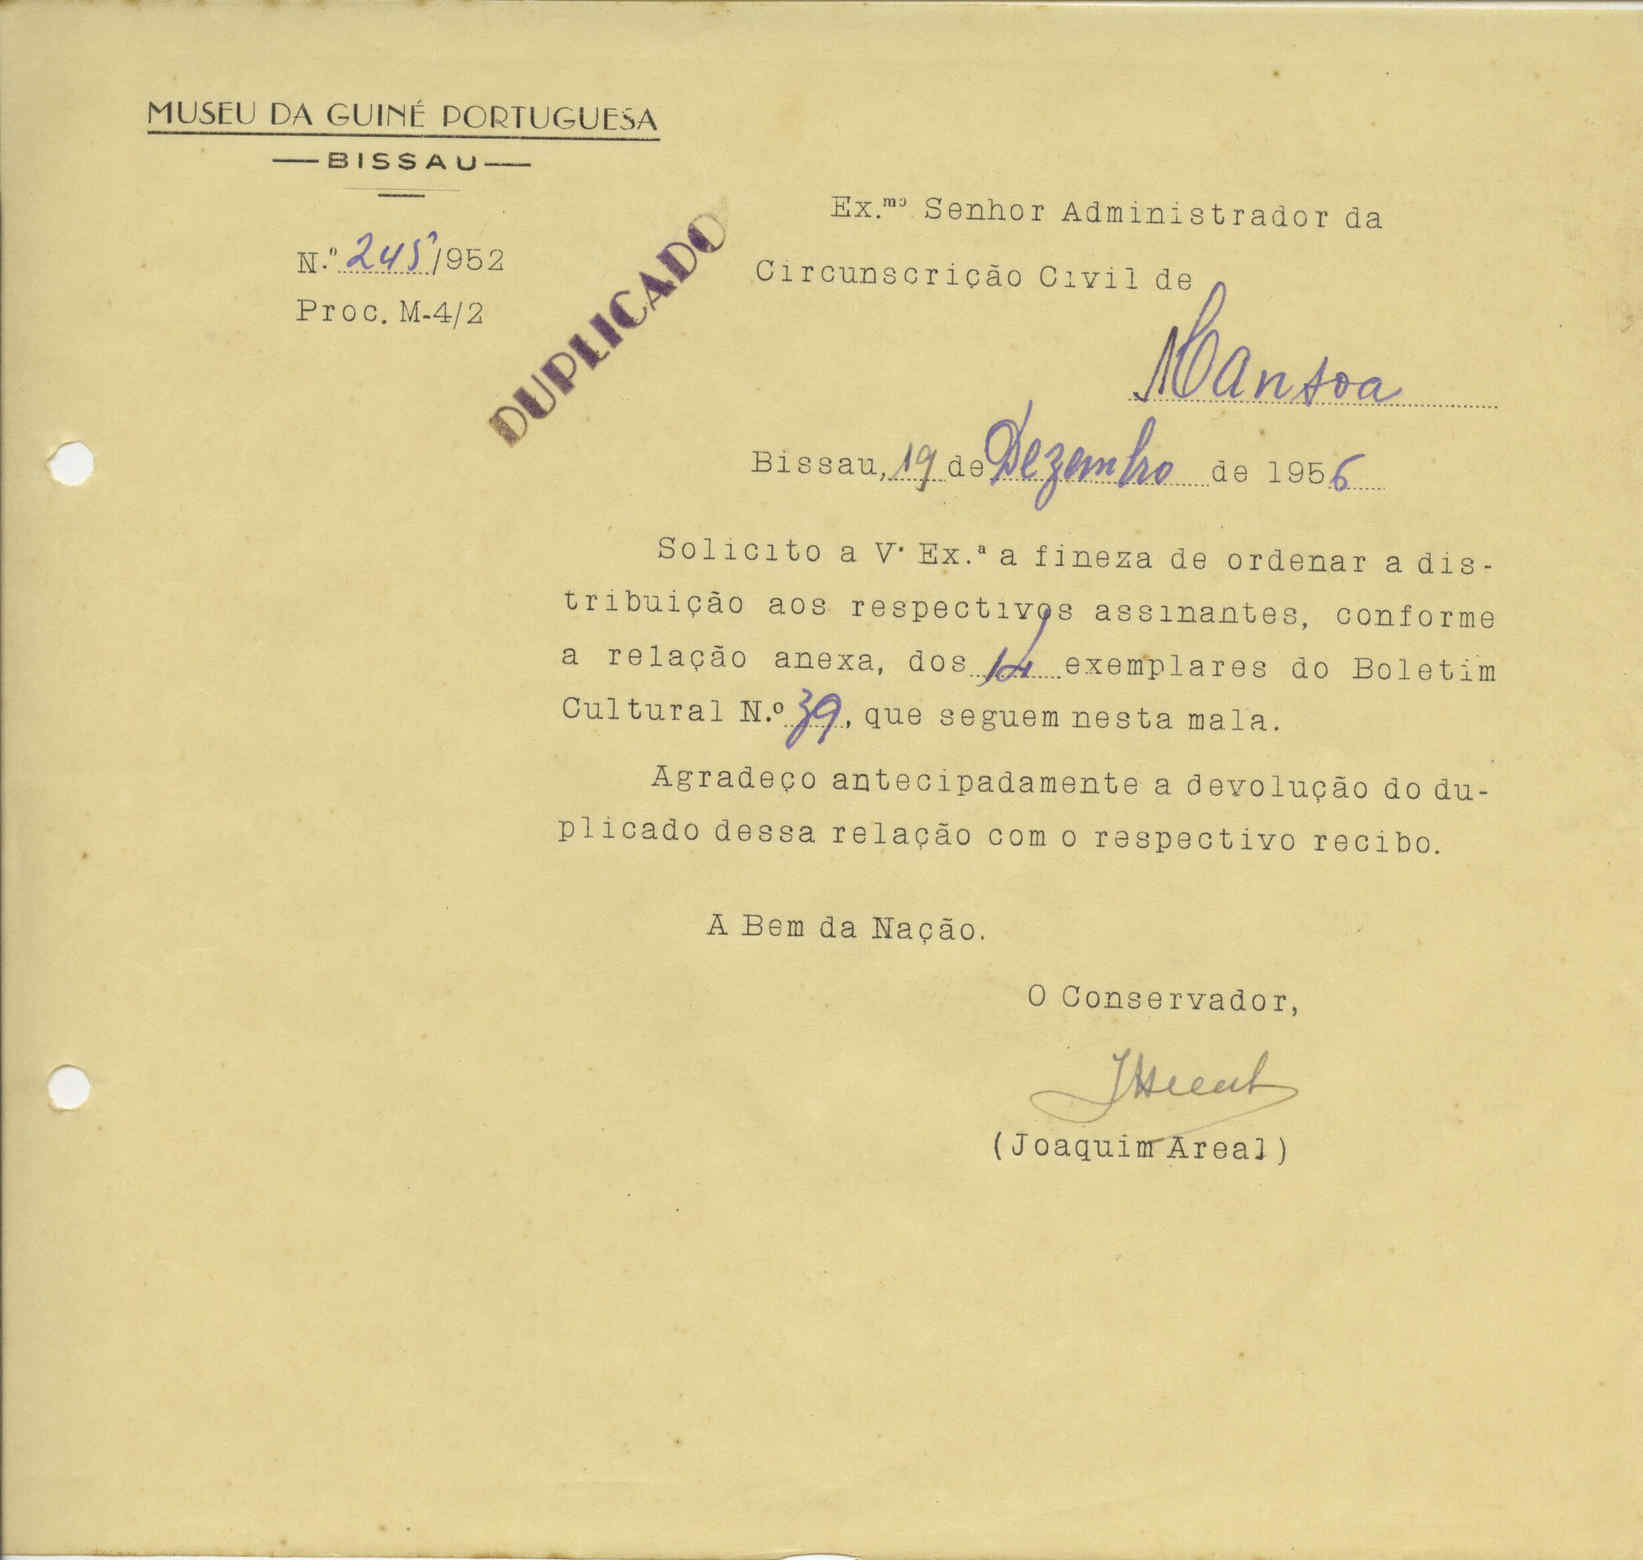 MUSEU DA GUINÉ PORTUGUESA
BISSAU
N.º 245/952
Proc. M-4/2
DUPLICADO
Ex.mo Senhor Administrador da
Circunscrição Civil de
Mansoa
Bissau, 19 de Dezembro de 1956
Solicito a V. Ex.ª a fineza de ordenar a dis-
tribuição aos respectivos assinantes, conforme
a relação anexa, dos 14 exemplares do Boletim
Cultural N.º 39, que seguem nesta mala.
Agradeço antecipadamente a devolução do du-
plicado dessa relação com o respectivo recibo.
A Bem da Nação.
O Conservador,
(Joaquim Areal)